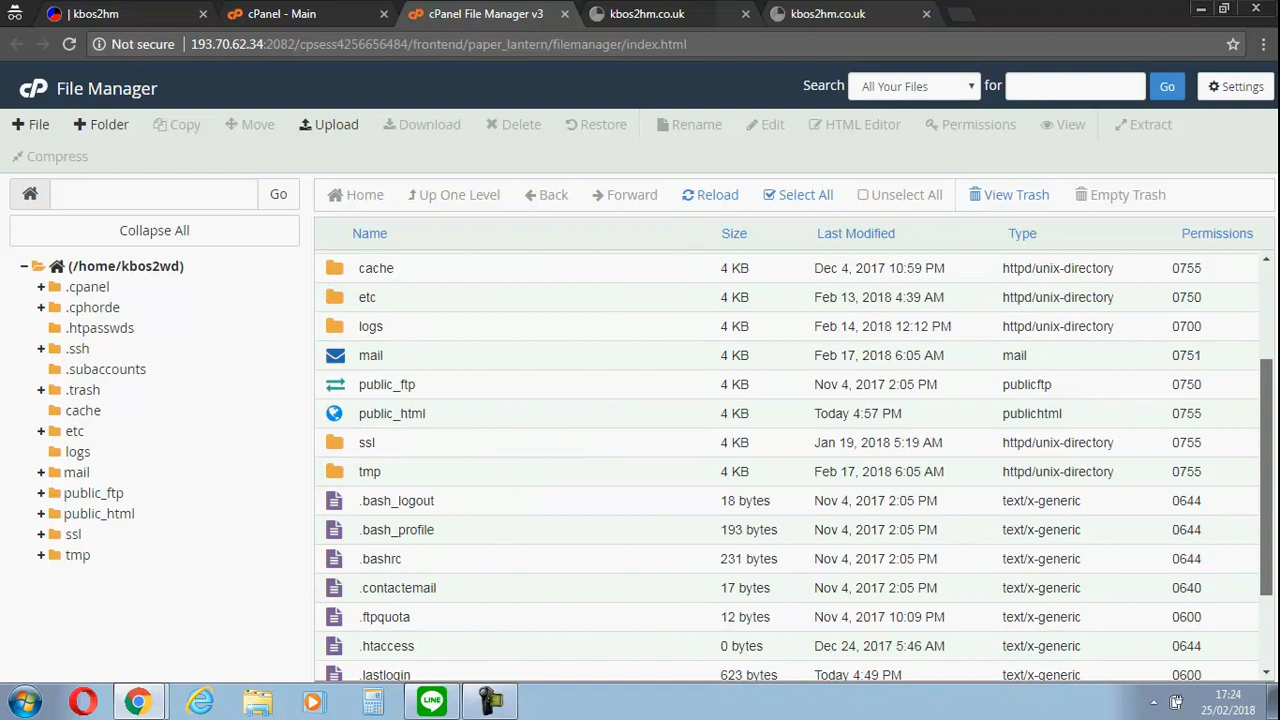 | kbos2hm
cPanel - Main
cPanel File Manager v3
kbos2hm.co.uk
kbos2hm.co.uk
Not secure 193.70.62.34:2082/cpsess4256656484/frontend/paper_lantern/filemanager/index.html
cP File Manager
Search All Your Files for Go Settings
File Folder Copy Move Upload Download Delete Restore Rename Edit HTML Editor Permissions View Extract
Compress
Go
Home Up One Level Back Forward Reload Select All Unselect All View Trash Empty Trash
Collapse All
(/home/kbos2wd)
.cpanel
.cphorde
.htpasswds
.ssh
.subaccounts
.trash
cache
etc
logs
mail
public_ftp
public_html
ssl
tmp
Name Size Last Modified Type Permissions
cache 4 KB Dec 4, 2017 10:59 PM httpd/unix-directory 0755
etc 4 KB Feb 13, 2018 4:39 AM httpd/unix-directory 0750
logs 4 KB Feb 14, 2018 12:12 PM httpd/unix-directory 0700
mail 4 KB Feb 17, 2018 6:05 AM mail 0751
public_ftp 4 KB Nov 4, 2017 2:05 PM publicftp 0750
public_html 4 KB Today 4:57 PM publichtml 0755
ssl 4 KB Jan 19, 2018 5:19 AM httpd/unix-directory 0755
tmp 4 KB Feb 17, 2018 6:05 AM httpd/unix-directory 0755
.bash_logout 18 bytes Nov 4, 2017 2:05 PM text/x-generic 0644
.bash_profile 193 bytes Nov 4, 2017 2:05 PM text/x-generic 0644
.bashrc 231 bytes Nov 4, 2017 2:05 PM text/x-generic 0644
.contactemail 17 bytes Nov 4, 2017 2:05 PM text/x-generic 0640
.ftpquota 12 bytes Nov 4, 2017 10:09 PM text/x-generic 0600
.htaccess 0 bytes Dec 24, 2017 5:46 AM text/x-generic 0644
.lastlogin 623 bytes Today 4:49 PM text/x-generic 0600
LINE
17:24
25/02/2018